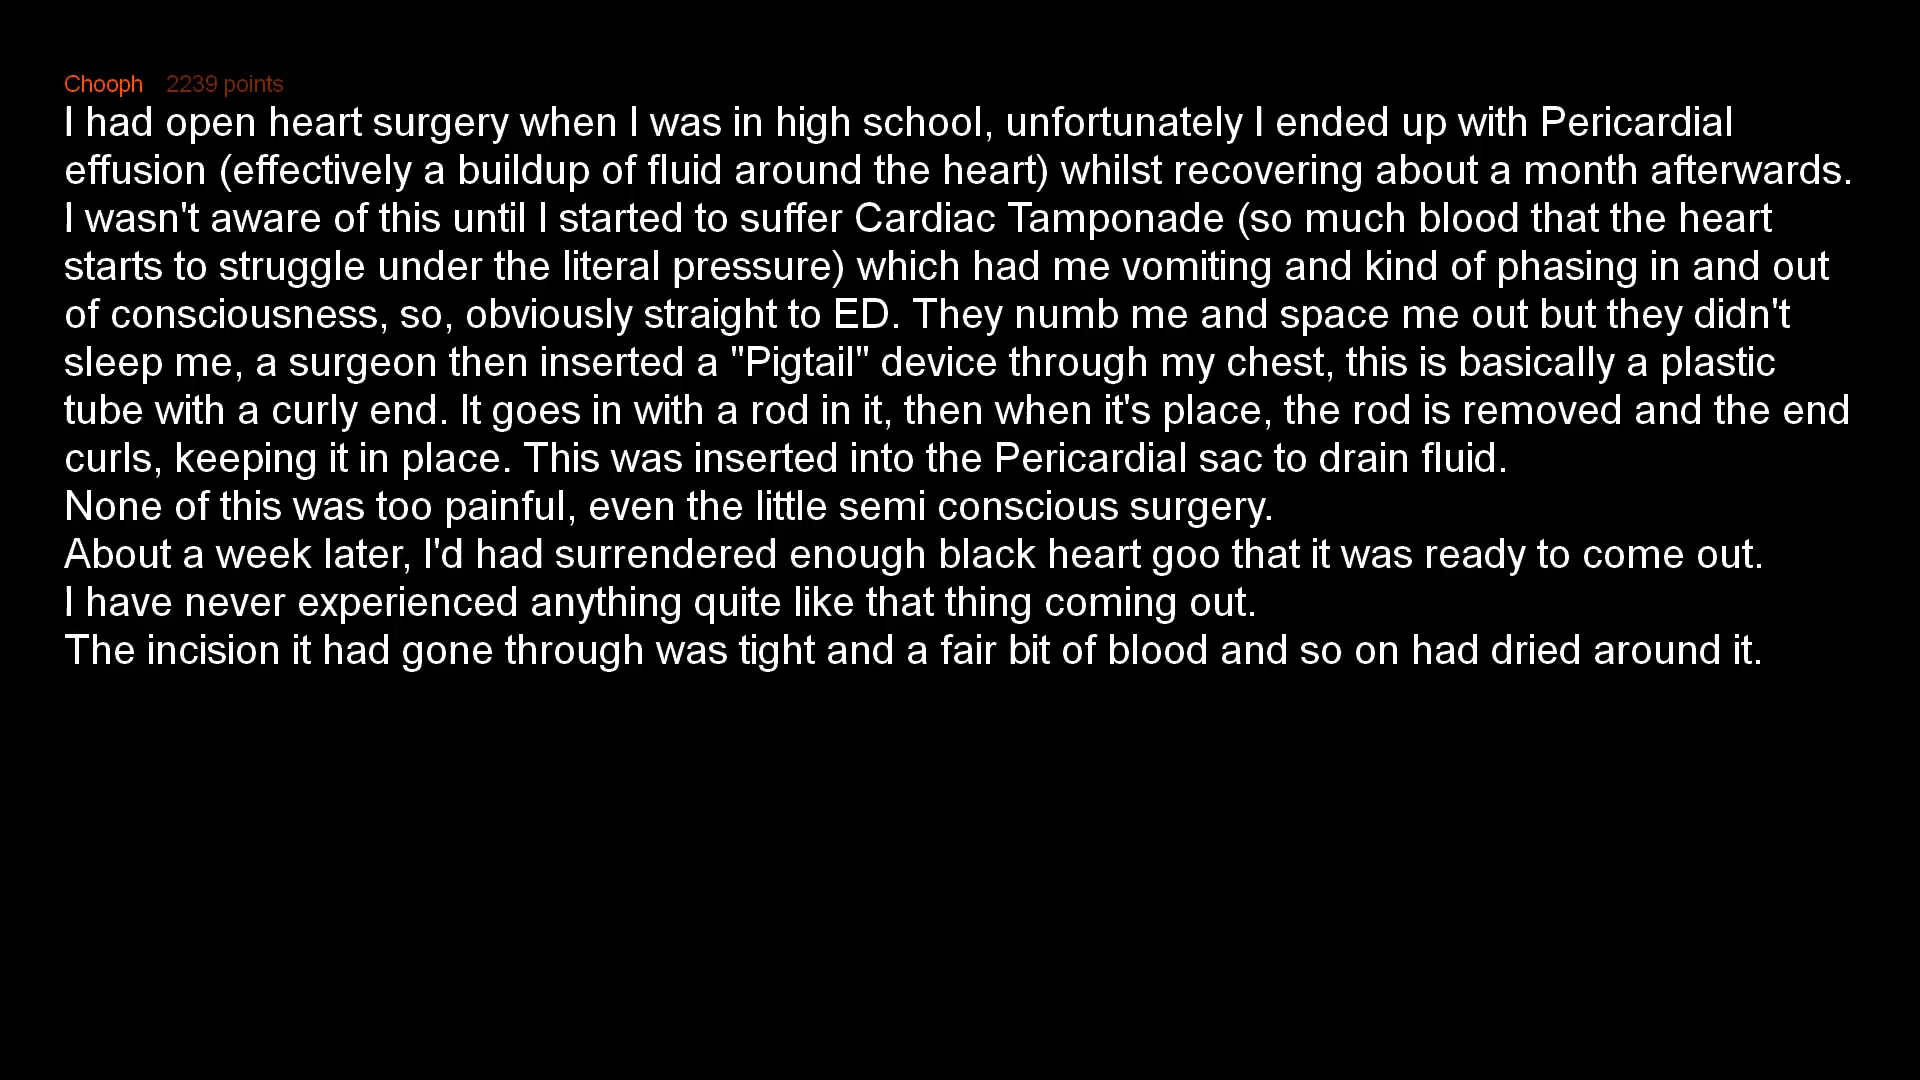 Chooph 2239 points
I had open heart surgery when I was in high school, unfortunately I ended up with Pericardial
effusion (effectively a buildup of fluid around the heart) whilst recovering about a month afterwards.
I wasn't aware of this until I started to suffer Cardiac Tamponade (so much blood that the heart
starts to struggle under the literal pressure) which had me vomiting and kind of phasing in and out
of consciousness, so, obviously straight to ED. They numb me and space me out but they didn't
sleep me, a surgeon then inserted a "Pigtail" device through my chest, this is basically a plastic
tube with a curly end. It goes in with a rod in it, then when it's place, the rod is removed and the end
curls, keeping it in place. This was inserted into the Pericardial sac to drain fluid.
None of this was too painful, even the little semi conscious surgery.
About a week later, I'd had surrendered enough black heart goo that it was ready to come out.
I have never experienced anything quite like that thing coming out.
The incision it had gone through was tight and a fair bit of blood and so on had dried around it.